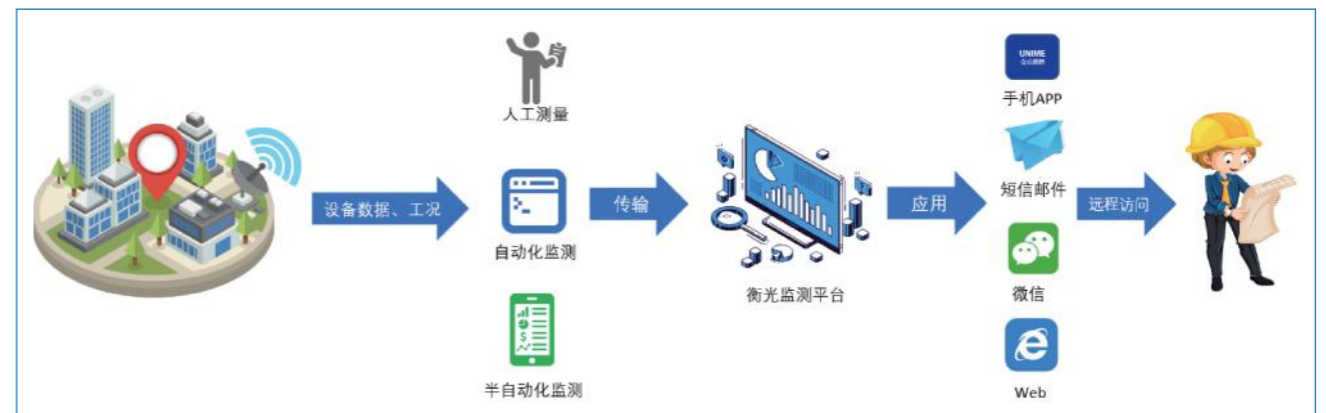 设备数据、工况
人工测量
自动化监测
半自动化监测
传输
衡光监测平台
应用
UNIME
手机APP
短信邮件
微信
Web
远程访问